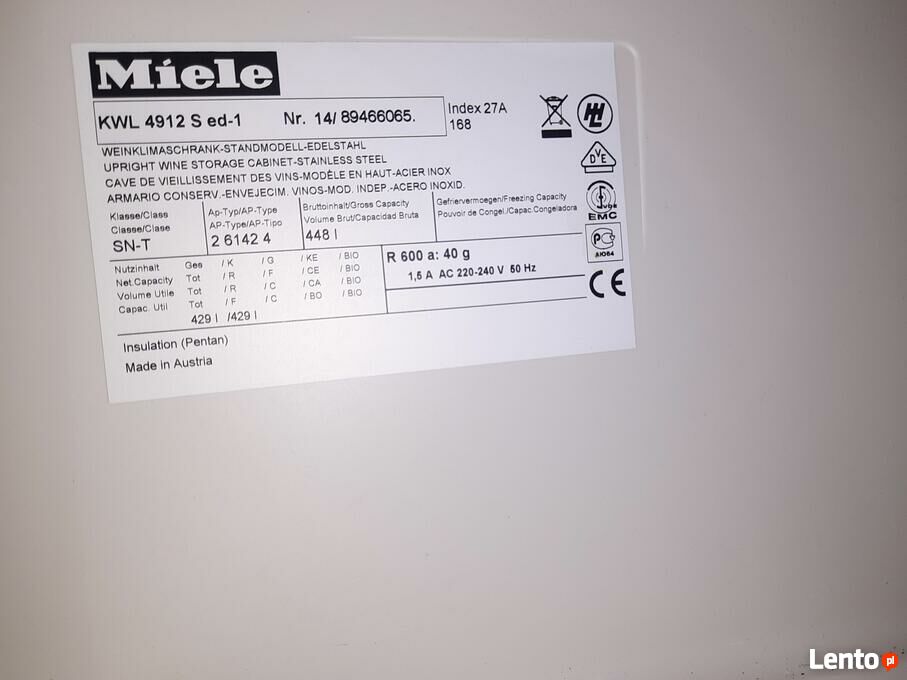 Miele
KWL 4912 S ed-1 Nr. 14/ 89466065. Index 27A
168
WEINKLIMASCHRANK-STANDMODELL-EDELSTAHL
UPRIGHT WINE STORAGE CABINET-STAINLESS STEEL
CAVE DE VIEILLISSEMENT DES VINS-MODÈLE EN HAUT-ACIER INOX
ARMARIO CONSERV.-ENVEJECIM. VINOS-MOD. INDEP.-ACERO INOXID.
DVE
EMC
AIO64
Klasse/Class
Classe/Clase
SN-T
Ap-Typ/AP-Type
AP-Type/AP-Tipo
2 6142 4
Bruttoinhalt/Gross Capacity
Volume Brut/Capacidad Bruta
448 l
Gefriervermoegen/Freezing Capacity
Pouvoir de Congel./Capac.Congeladora
Nutzinhalt Ges / K / G / KE / BIO
Net.Capacity Tot / R / F / CE / BIO
Volume Utile Tot / R / C / CA / BIO
Capac. Util Tot / F / C / BO / BIO
429 l /429 l
R 600 a: 40 g
1,5 A AC 220-240 V 50 Hz
CE
Insulation (Pentan)
Made in Austria
Lento pl